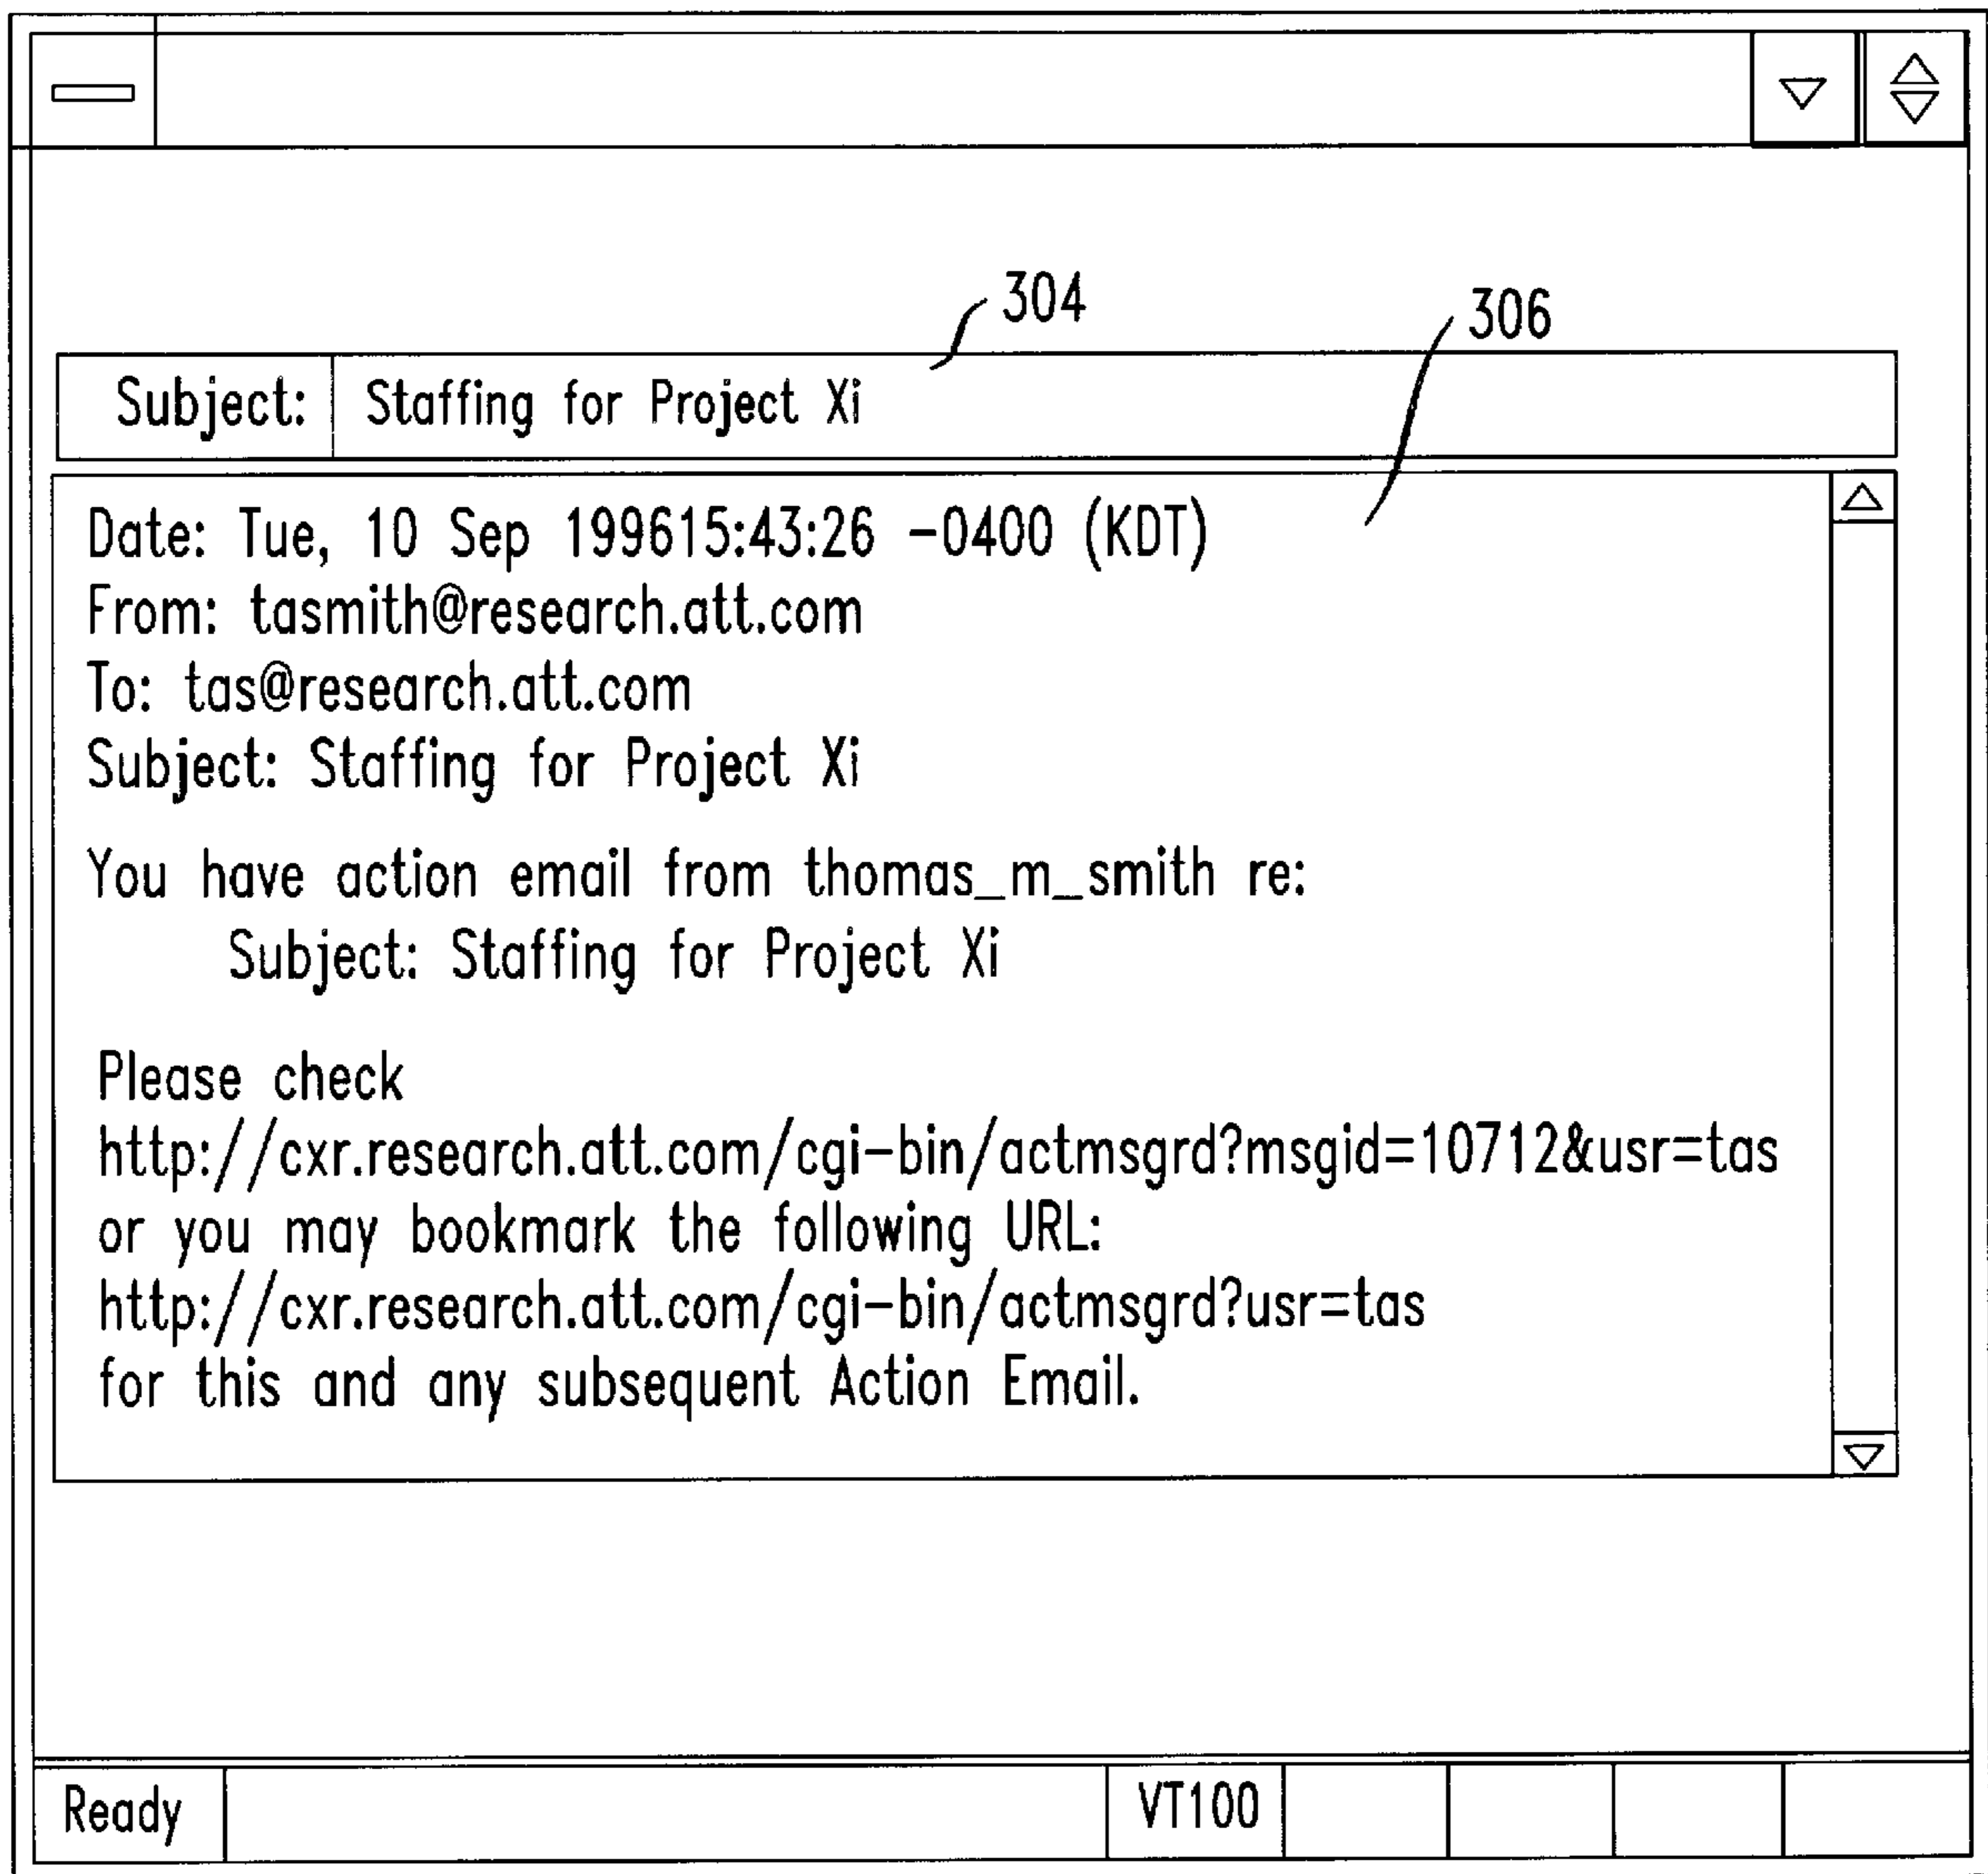 304
306
Subject: Staffing for Project Xi
Date: Tue, 10 Sep 199615:43:26 -0400 (KDT)
From: tasmith@research.att.com
To: tas@research.att.com
Subject: Staffing for Project Xi
You have action email from thomas_m_smith re:
Subject: Staffing for Project Xi
Please check
http://cxr.research.att.com/cgi-bin/actmsgrd?msgid=10712&usr=tas
or you may bookmark the following URL:
http://cxr.research.att.com/cgi-bin/actmsgrd?usr=tas
for this and any subsequent Action Email.
Ready VT100